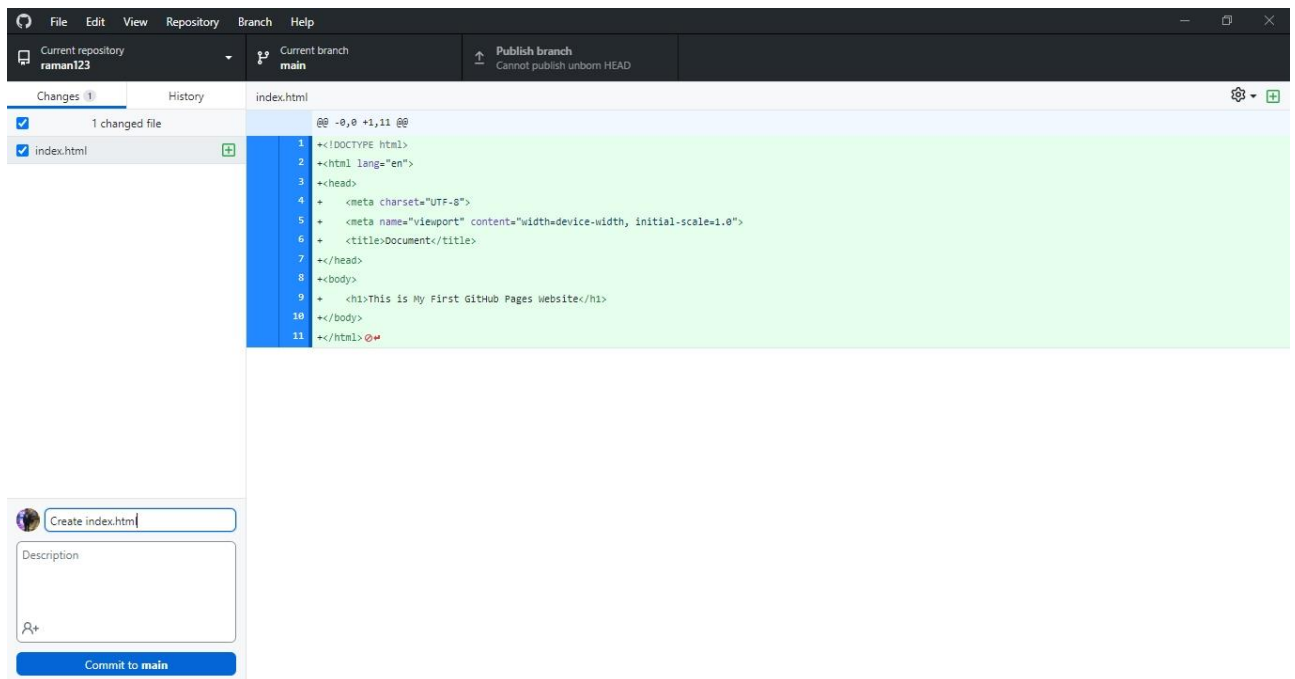 File Edit View Repository Branch Help
Current repository
raman123
Current branch
main
Publish branch
Cannot publish unborn HEAD
Changes 1 History
index.html
1 changed file
@@ -0,0 +1,11 @@
index.html
1 +<!DOCTYPE html>
2 +<html lang="en">
3 +<head>
4 + <meta charset="UTF-8">
5 + <meta name="viewport" content="width=device-width, initial-scale=1.0">
6 + <title>Document</title>
7 +</head>
8 +<body>
9 + <h1>This is My First GitHub Pages Website</h1>
10 +</body>
11 +</html>
Create index.html
Description
Commit to main